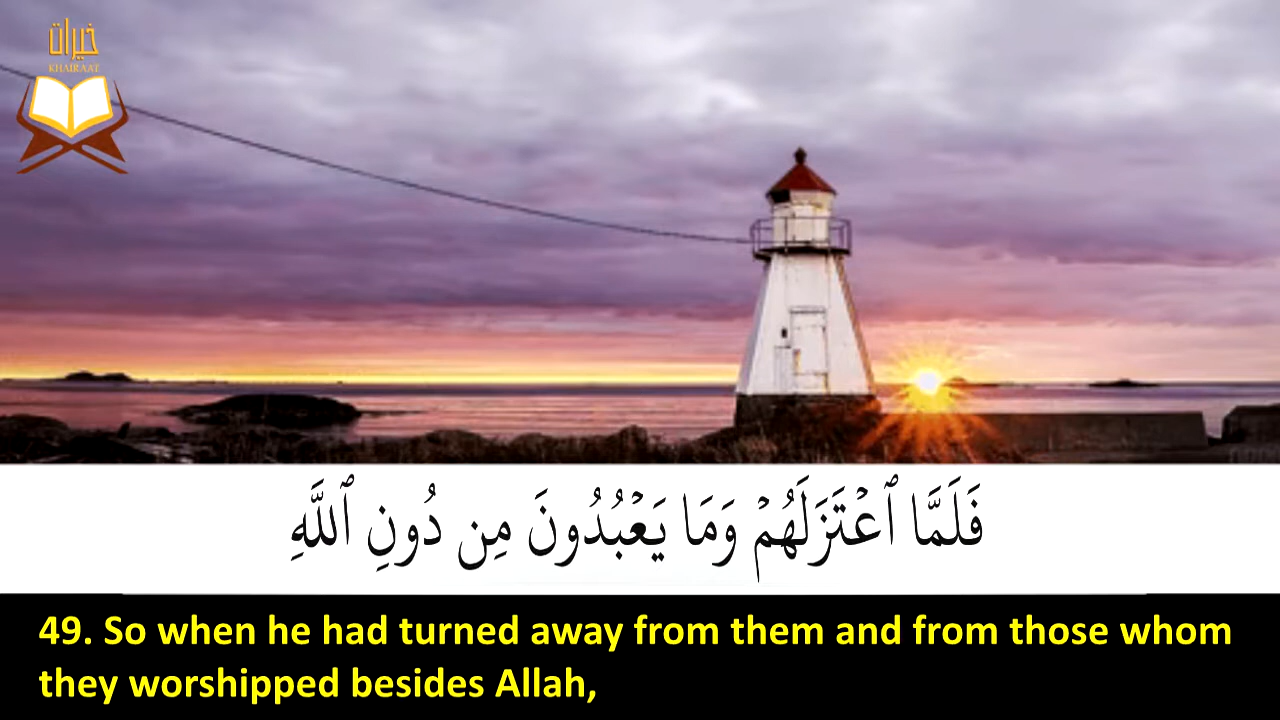 خيرات
KHAIRAAT
فَلَمَّا ٱعْتَزَلَهُمْ وَمَا يَعْبُدُونَ مِن دُونِ ٱللَّهِ
49. So when he had turned away from them and from those whom
they worshipped besides Allah,